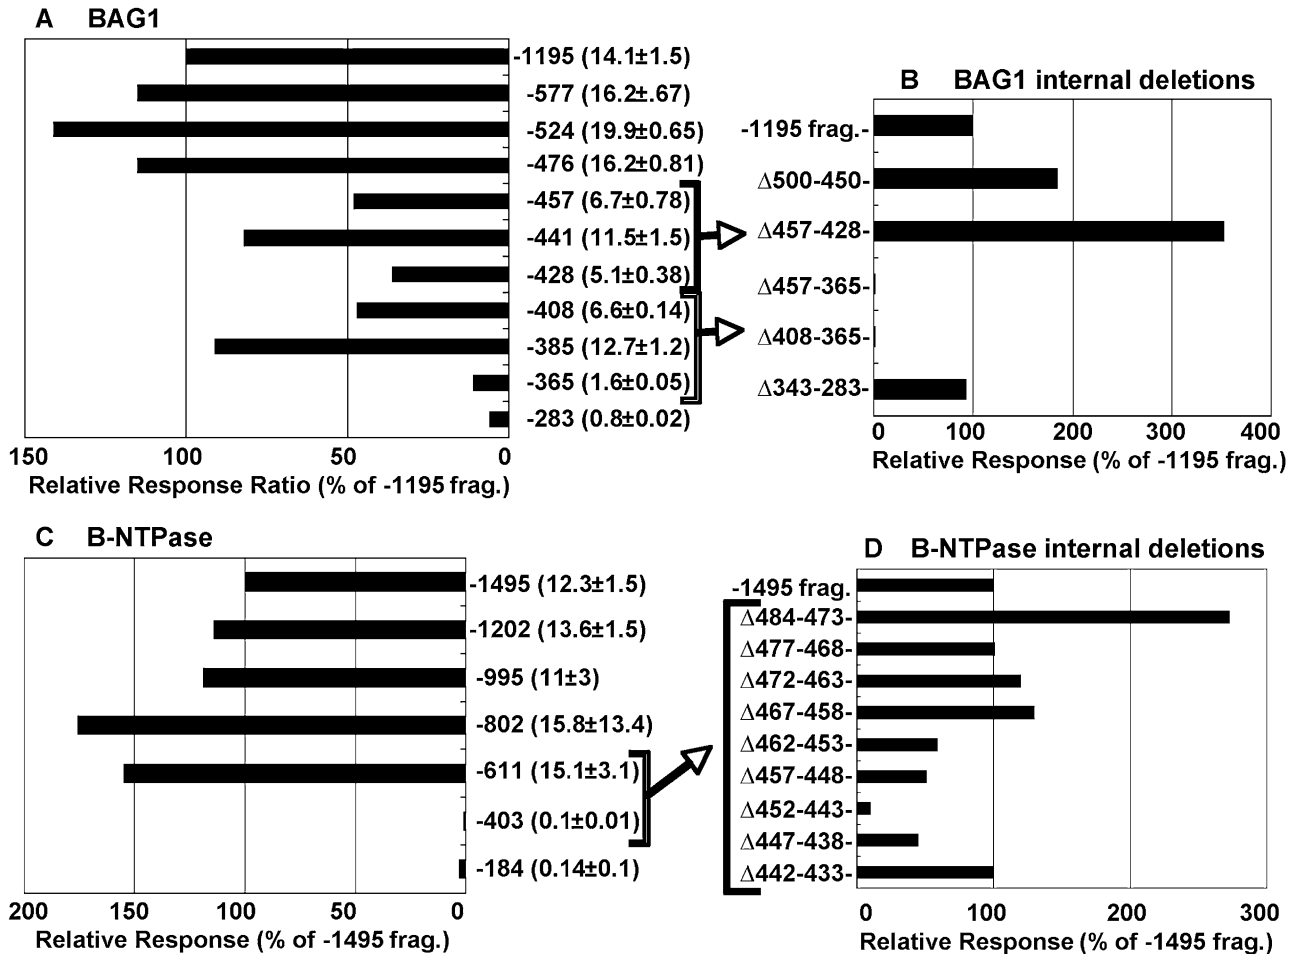 A BAG1
-1195 (14.1±1.5)
-577 (16.2±.67)
-524 (19.9±0.65)
-476 (16.2±0.81)
-457 (6.7±0.78)
-441 (11.5±1.5)
-428 (5.1±0.38)
-408 (6.6±0.14)
-385 (12.7±1.2)
-365 (1.6±0.05)
-283 (0.8±0.02)
150 100 50 0
Relative Response Ratio (% of -1195 frag.)
B BAG1 internal deletions
-1195 frag.-
Δ500-450-
Δ457-428-
Δ457-365-
Δ408-365-
Δ343-283-
0 100 200 300 400
Relative Response (% of -1195 frag.)
C B-NTPase
-1495 (12.3±1.5)
-1202 (13.6±1.5)
-995 (11±3)
-802 (15.8±13.4)
-611 (15.1±3.1)
-403 (0.1±0.01)
-184 (0.14±0.1)
200 150 100 50 0
Relative Response (% of -1495 frag.)
D B-NTPase internal deletions
-1495 frag.
Δ484-473-
Δ477-468-
Δ472-463-
Δ467-458-
Δ462-453-
Δ457-448-
Δ452-443-
Δ447-438-
Δ442-433-
0 100 200 300
Relative Response (% of -1495 frag.)